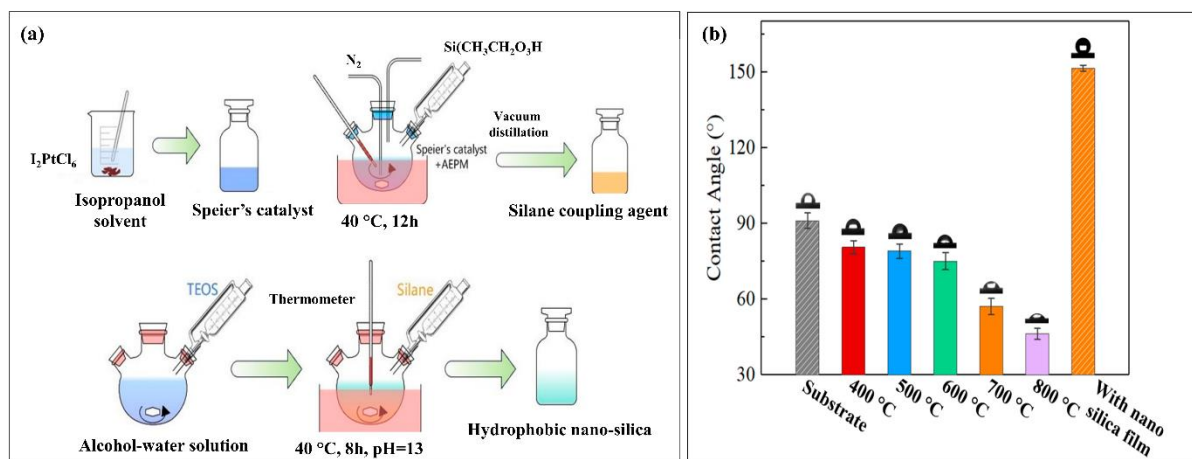 (a)
N₂
Si(CH₃CH₂O₃H
I₂PtCl₆
Isopropanol
solvent
Speier's catalyst
Speier's catalyst
+AEPM
40 °C, 12h
Vacuum
distillation
Silane coupling agent
TEOS
Thermometer
Silane
Alcohol-water solution
40 °C, 8h, pH=13
Hydrophobic nano-silica
(b)
Contact Angle (°)
150
120
90
60
30
Substrate
400 °C
500 °C
600 °C
700 °C
800 °C
With nano
silica film